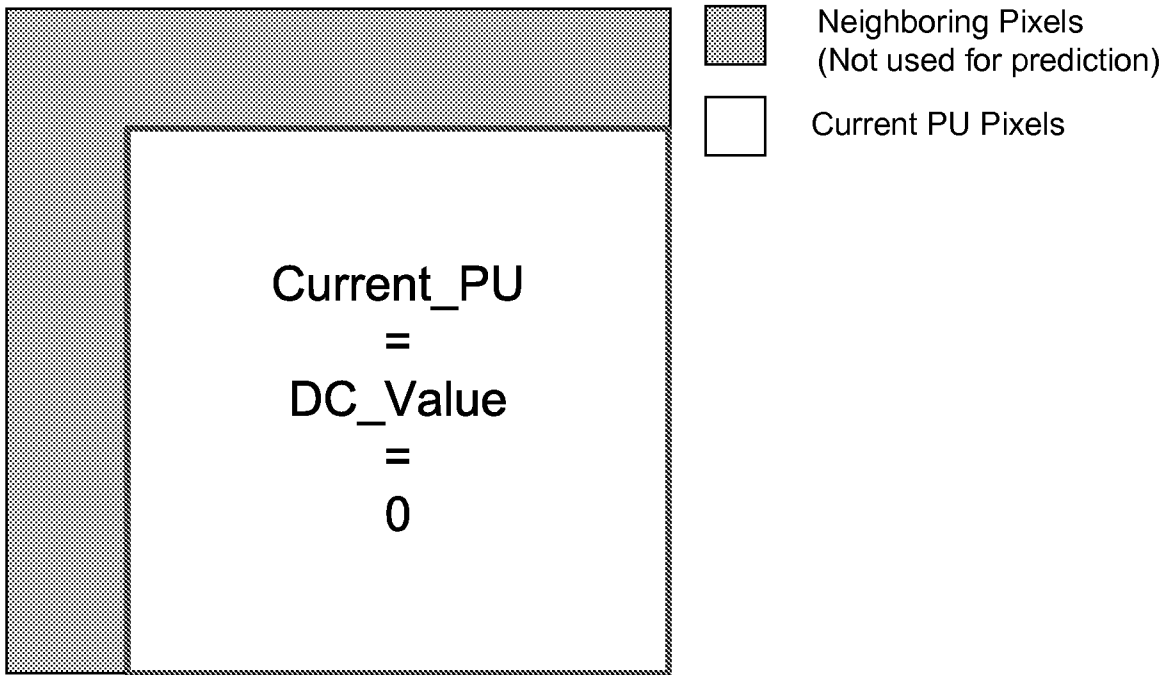 Neighboring Pixels
(Not used for prediction)
Current PU Pixels
Current_PU
=
DC_Value
=
0